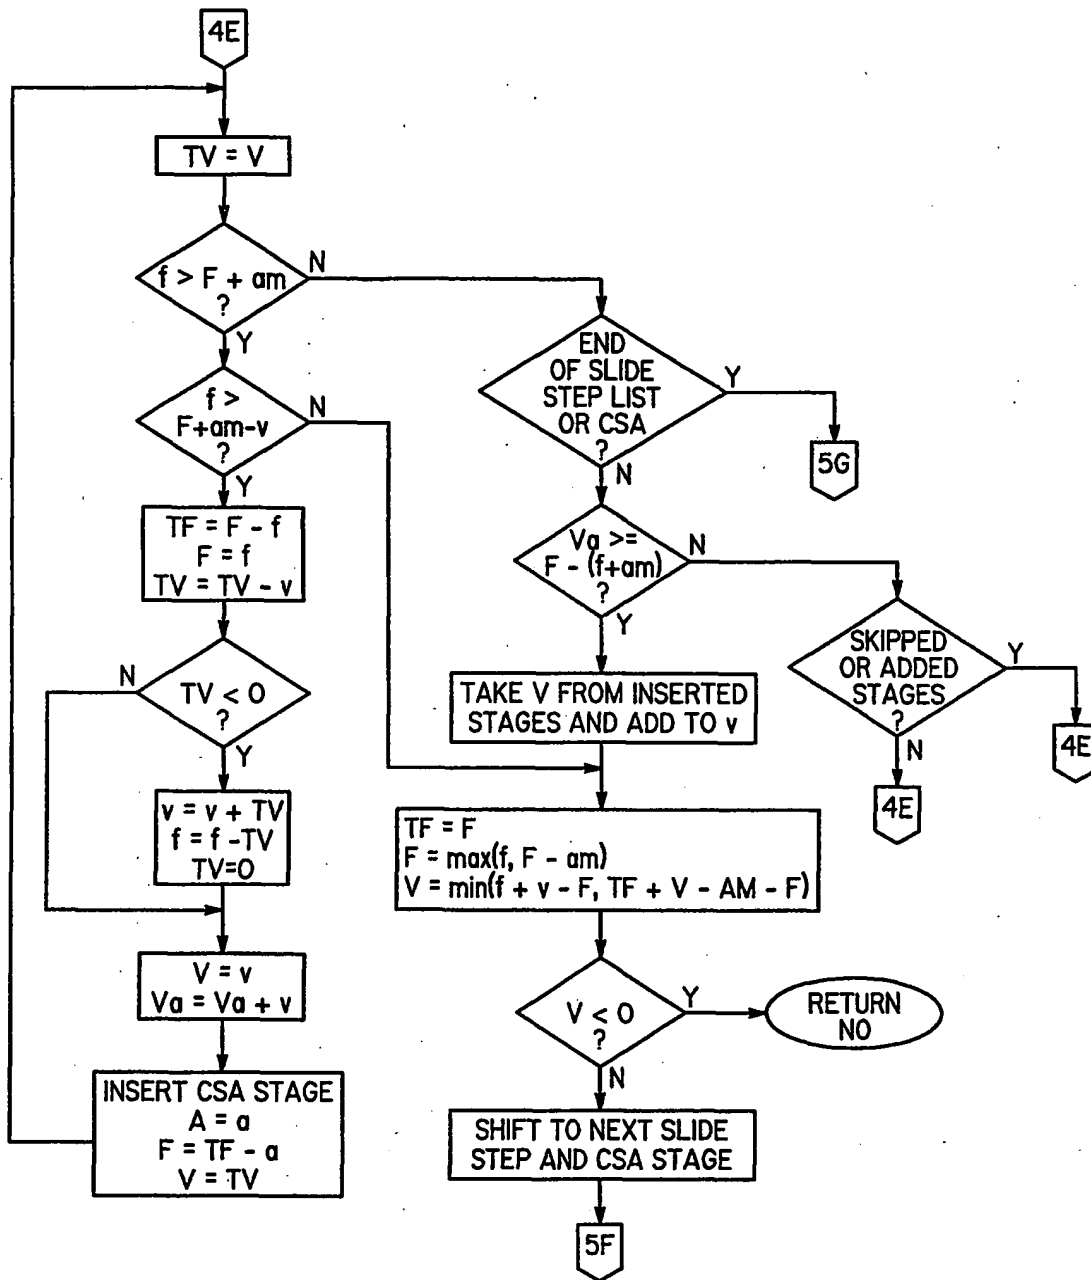 4E
TV = V
f > F + am
?
N
Y
f >
F+am-v
?
N
Y
TF = F - f
F = f
TV = TV - v
N
TV < 0
?
Y
v = v + TV
f = f -TV
TV=0
V = v
Va = Va + v
INSERT CSA STAGE
A = a
F = TF - a
V = TV
END
OF SLIDE
STEP LIST
OR CSA
?
Y
N
5G
Va >=
F - (f+am)
?
N
Y
SKIPPED
OR ADDED
STAGES
?
Y
N
4E
4E
TAKE V FROM INSERTED
STAGES AND ADD TO v
TF = F
F = max(f, F - am)
V = min(f + v - F, TF + V - AM - F)
V < 0
?
Y
N
RETURN
NO
SHIFT TO NEXT SLIDE
STEP AND CSA STAGE
5F